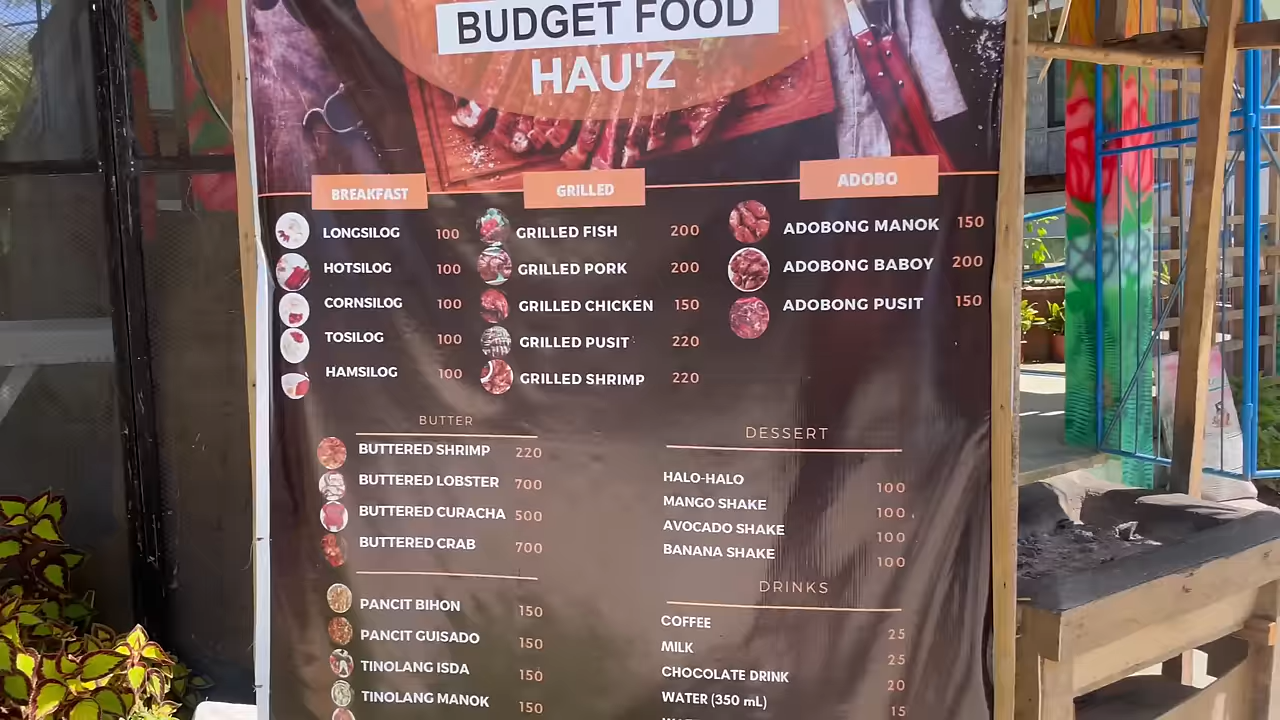 BUDGET FOOD
HAU'Z
BREAKFAST
LONGSILOG 100
HOTSILOG 100
CORNSILOG 100
TOSILOG 100
HAMSILOG 100
GRILLED
GRILLED FISH 200
GRILLED PORK 200
GRILLED CHICKEN 150
GRILLED PUSIT 220
GRILLED SHRIMP 220
ADOBO
ADOBONG MANOK 150
ADOBONG BABOY 200
ADOBONG PUSIT 150
BUTTER
BUTTERED SHRIMP 220
BUTTERED LOBSTER 700
BUTTERED CURACHA 500
BUTTERED CRAB 700
PANCIT BIHON 150
PANCIT GUISADO 150
TINOLANG ISDA 150
TINOLANG MANOK 150
DESSERT
HALO-HALO 100
MANGO SHAKE 100
AVOCADO SHAKE 100
BANANA SHAKE 100
DRINKS
COFFEE 25
MILK 25
CHOCOLATE DRINK 20
WATER (350 mL) 15